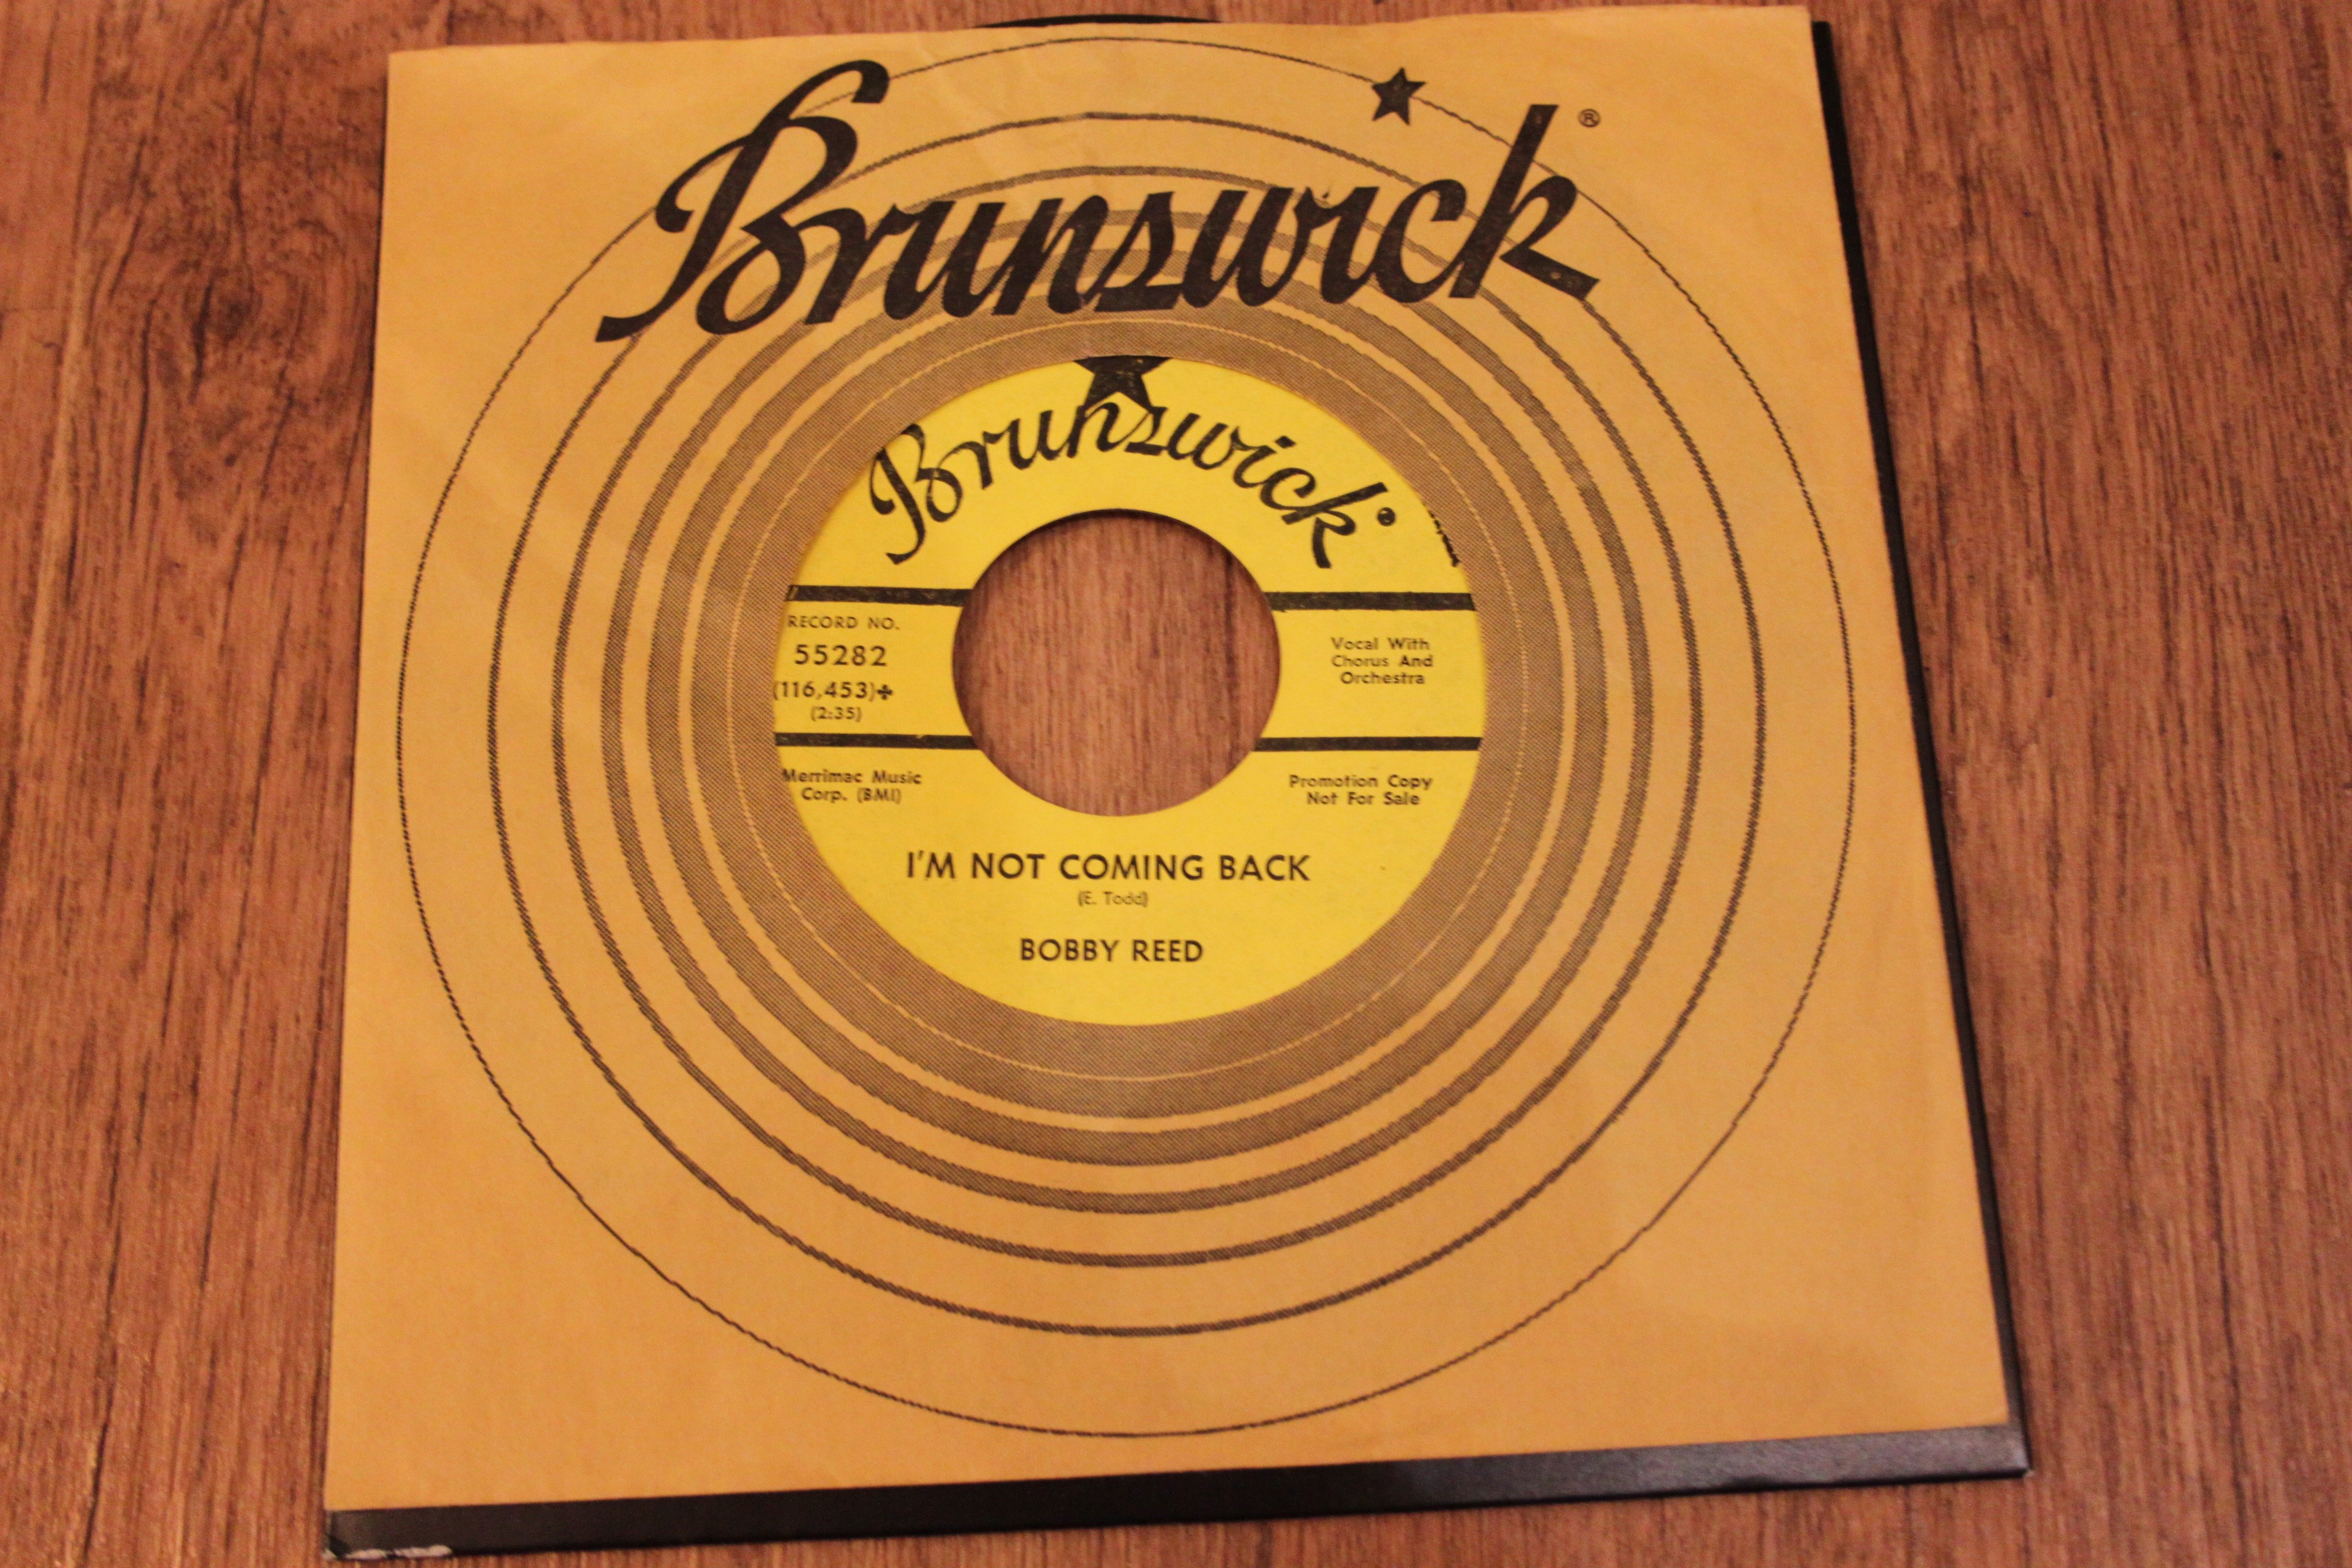 Brunswick ®
Brunswick ®
RECORD NO.
55282
(116,453)✤
(2:35)
Vocal With
Chorus And
Orchestra
Merrimac Music
Corp. (BMI)
Promotion Copy
Not For Sale
I'M NOT COMING BACK
(E. Todd)
BOBBY REED